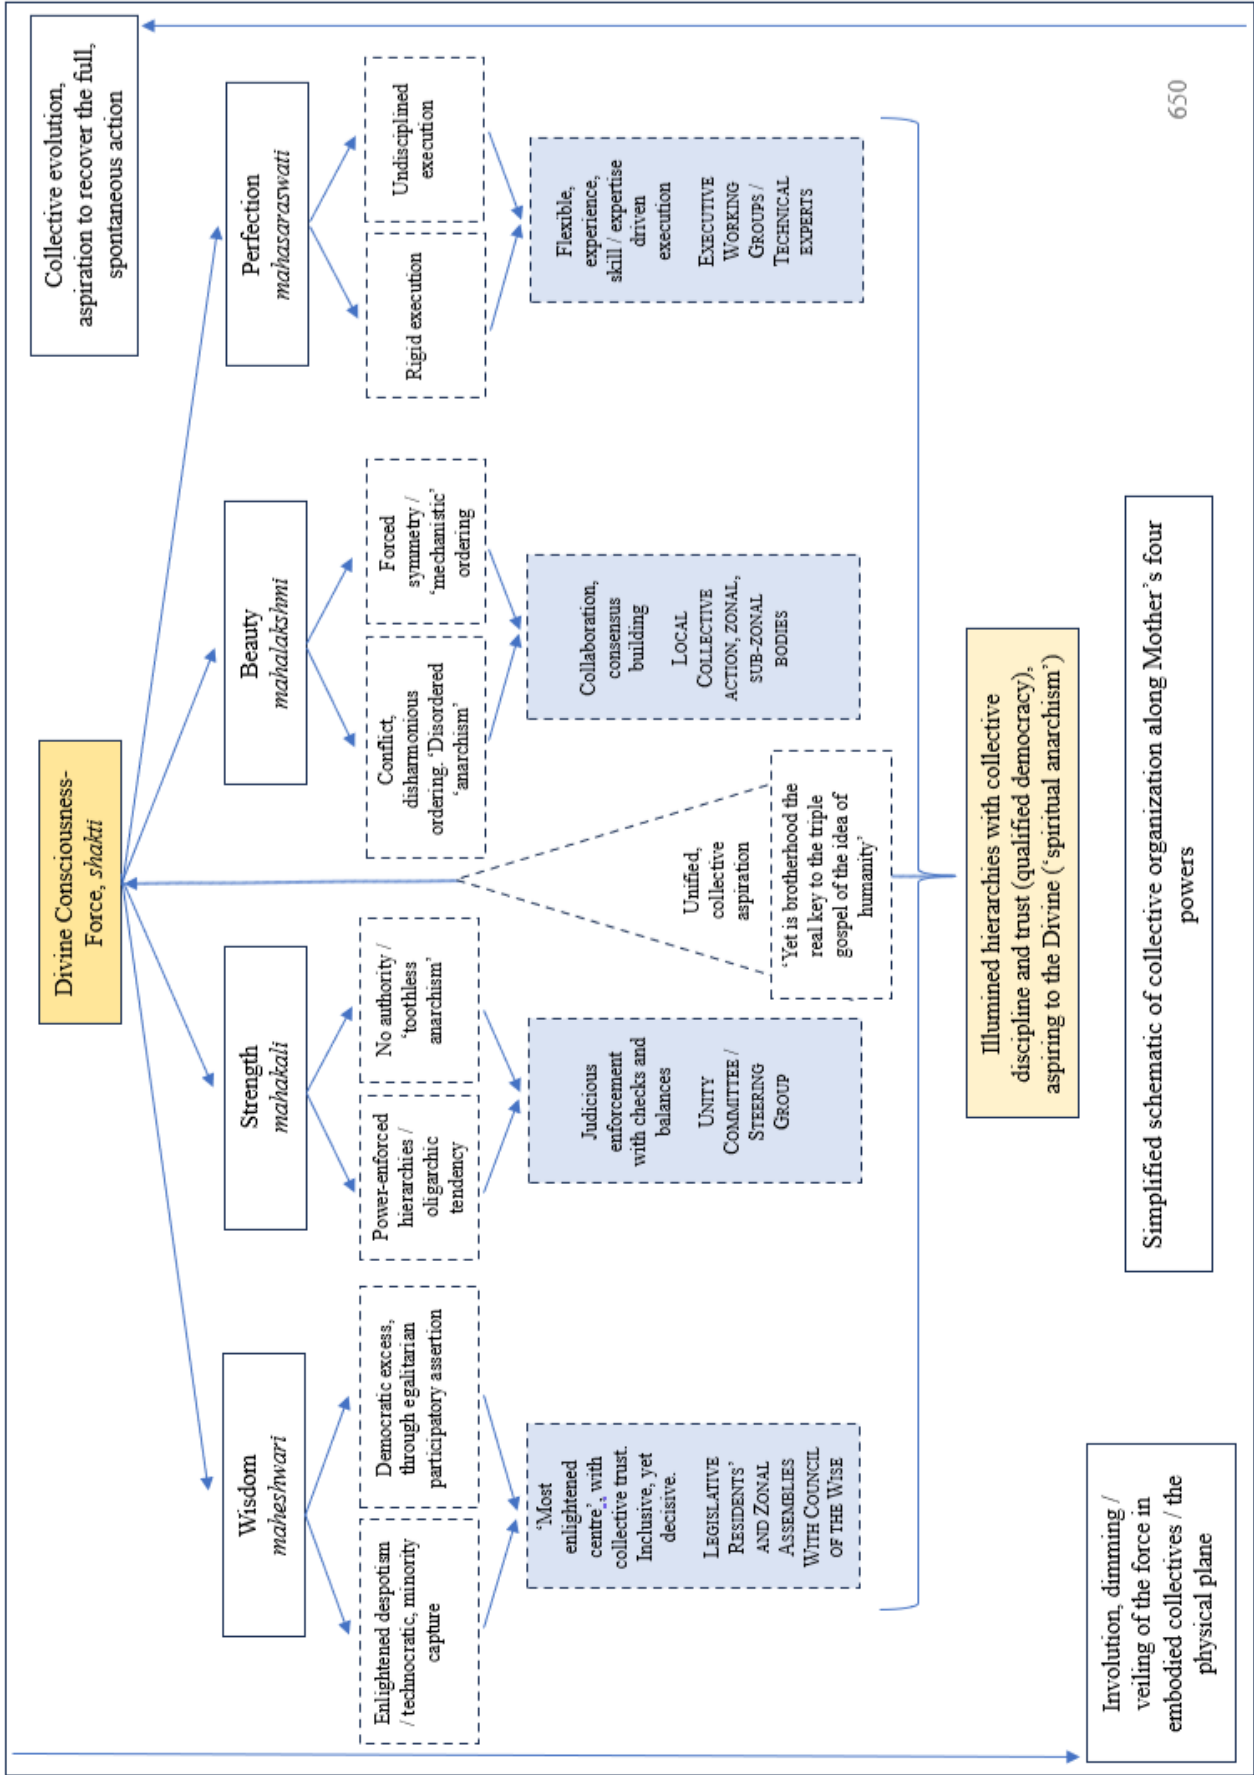 Divine Consciousness-
Force, shakti
Collective evolution,
aspiration to recover the full,
spontaneous action
Wisdom
maheshwari
Strength
mahakali
Beauty
mahalakshmi
Perfection
mahasaraswati
Enlightened despotism
/ technocratic, minority
capture
Democratic excess,
through egalitarian
participatory assertion
Power-enforced
hierarchies /
oligarchic
tendency
No authority /
‘toothless
anarchism’
Conflict,
disharmonious
ordering. ‘Disordered
‘anarchism’
Forced
symmetry /
‘mechanistic’
ordering
Rigid execution
Undisciplined
execution
‘Most
enlightened
centre’, with
collective trust.
Inclusive, yet
decisive.
LEGISLATIVE
RESIDENTS’
AND ZONAL
ASSEMBLIES
WITH COUNCIL
OF THE WISE
Judicious
enforcement
with checks and
balances
UNITY
COMMITTEE /
STEERING
GROUP
Unified,
collective
aspiration
‘Yet is brotherhood the
real key to the triple
gospel of the idea of
humanity’
Collaboration,
consensus
building
LOCAL
COLLECTIVE
ACTION, ZONAL,
SUB-ZONAL
BODIES
Flexible,
experience,
skill / expertise
driven
execution
EXECUTIVE
WORKING
GROUPS /
TECHNICAL
EXPERTS
Illumined hierarchies with collective
discipline and trust (qualified democracy),
aspiring to the Divine (‘spiritual anarchism’)
Involution, dimming /
veiling of the force in
embodied collectives / the
physical plane
Simplified schematic of collective organization along Mother’s four
powers
650